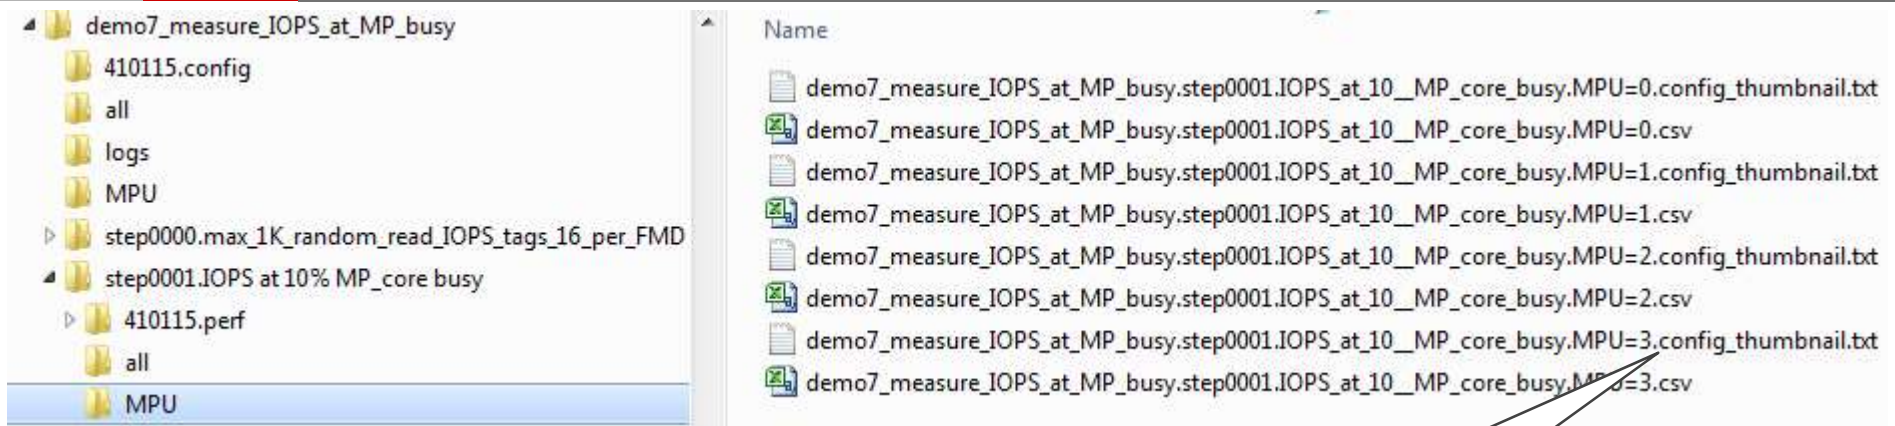 demo7_measure_IOPS_at_MP_busy
410115.config
all
logs
MPU
step0000.max_1K_random_read_IOPS_tags_16_per_FMD
step0001.IOPS at 10% MP_core busy
410115.perf
all
MPU
Name
demo7_measure_IOPS_at_MP_busy.step0001.IOPS_at_10__MP_core_busy.MPU=0.config_thumbnail.txt
demo7_measure_IOPS_at_MP_busy.step0001.IOPS_at_10__MP_core_busy.MPU=0.csv
demo7_measure_IOPS_at_MP_busy.step0001.IOPS_at_10__MP_core_busy.MPU=1.config_thumbnail.txt
demo7_measure_IOPS_at_MP_busy.step0001.IOPS_at_10__MP_core_busy.MPU=1.csv
demo7_measure_IOPS_at_MP_busy.step0001.IOPS_at_10__MP_core_busy.MPU=2.config_thumbnail.txt
demo7_measure_IOPS_at_MP_busy.step0001.IOPS_at_10__MP_core_busy.MPU=2.csv
demo7_measure_IOPS_at_MP_busy.step0001.IOPS_at_10__MP_core_busy.MPU=3.config_thumbnail.txt
demo7_measure_IOPS_at_MP_busy.step0001.IOPS_at_10__MP_core_busy.MPU=3.csv